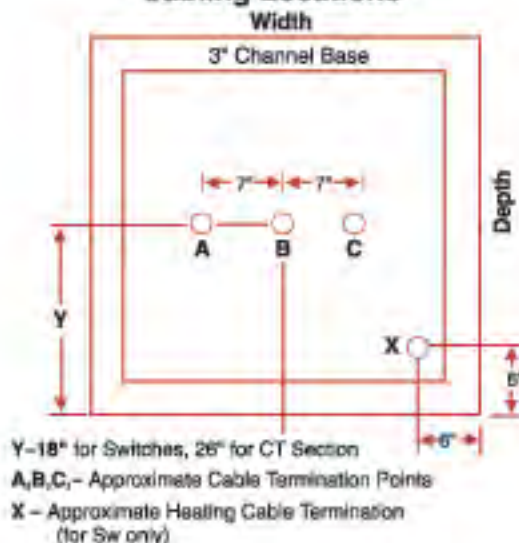 Width
3" Channel Base
7" 7"
Depth
A B C
Y
X
6"
6"
Y–18" for Switches, 26" for CT Section
A,B,C,– Approximate Cable Termination Points
X – Approximate Heating Cable Termination
(for Sw only)